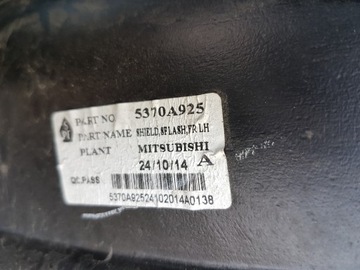 PART NO 5370A925
PART NAME SHIELD,SPLASH,FR LH
PLANT MITSUBISHI
24/10/14 A
QC.PASS
5370A92524102014A0138